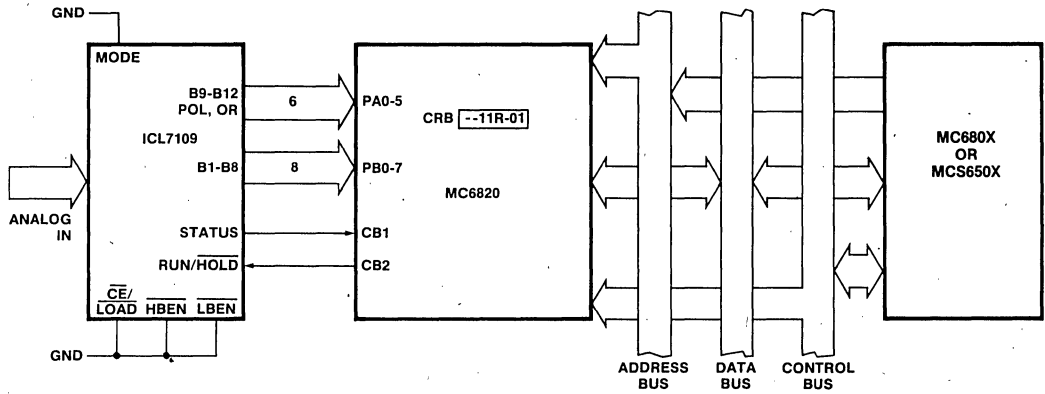 GND
MODE
B9-B12
POL, OR
6
PA0-5
CRB --11R-01
ICL7109
B1-B8
8
PB0-7
MC6820
MC680X
OR
MCS650X
ANALOG
IN
STATUS
CB1
RUN/HOLD
CB2
CE/
LOAD HBEN LBEN
GND
ADDRESS
BUS
DATA
BUS
CONTROL
BUS